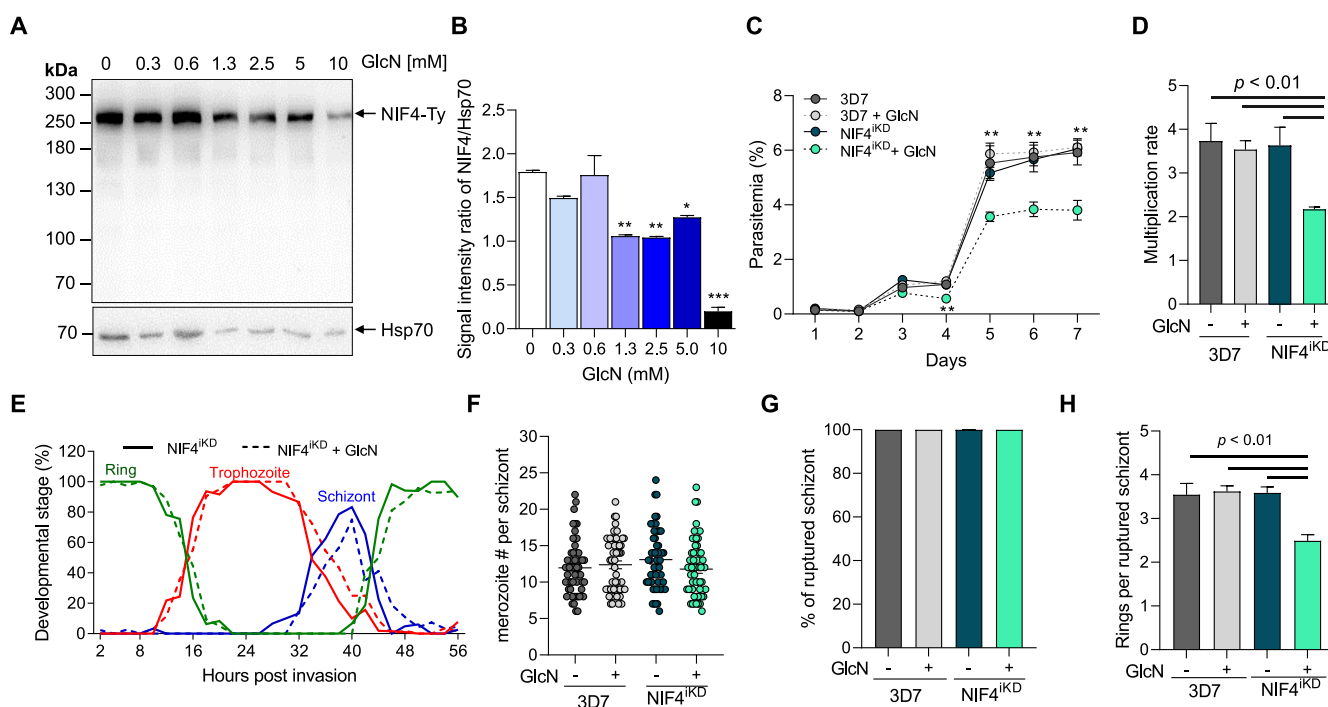 A
0 0.3 0.6 1.3 2.5 5 10 GlcN [mM]
kDa
300
250
180
130
100
70
NIF4-Ty
70
Hsp70
B
Signal intensity ratio of NIF4/Hsp70
2.0
1.5
1.0
0.5
0.0
** ** * ***
0 0.3 0.6 1.3 2.5 5.0 10
GlcN (mM)
C
3D7
3D7 + GlcN
NIF4iKD
NIF4iKD + GlcN
Parasitemia (%)
10
8
6
4
2
0
** ** **
**
1 2 3 4 5 6 7
Days
D
p < 0.01
Multiplication rate
5
4
3
2
1
0
GlcN - + - +
3D7 NIF4iKD
E
NIF4iKD NIF4iKD + GlcN
Developmental stage (%)
120
100
80
60
40
20
0
Ring
Trophozoite
Schizont
2 8 16 24 32 40 48 56
Hours post invasion
F
merozoite # per schizont
30
25
20
15
10
5
0
GlcN - + - +
3D7 NIF4iKD
G
% of ruptured schizont
100
80
60
40
20
0
GlcN - + - +
3D7 NIF4iKD
H
p < 0.01
Rings per ruptured schizont
5
4
3
2
1
0
GlcN - + - +
3D7 NIF4iKD